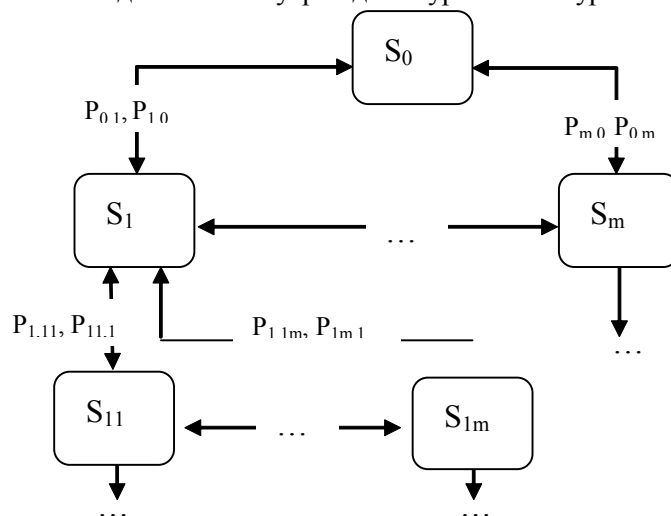 S0
P0,1, P1,0
Pm,0 P0,m
S1
…
Sm
P1,11, P11,1
P1,1m, P1m,1
…
S11
…
S1m
…
…